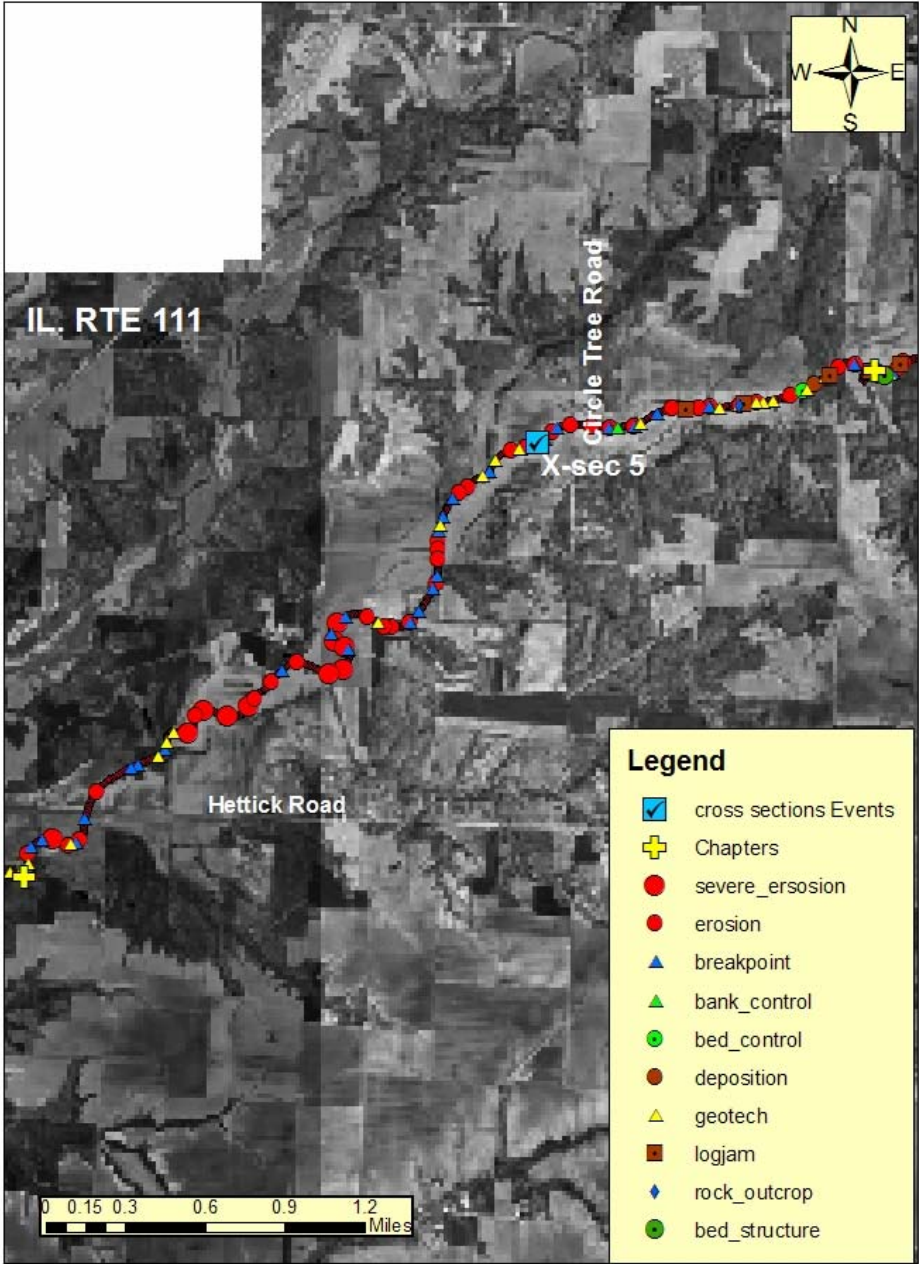 N
W E
S
IL. RTE 111
Circle Tree Road
X-sec 5
Hettick Road
Legend
cross sections Events
Chapters
severe_ersosion
erosion
breakpoint
bank_control
bed_control
deposition
geotech
logjam
rock_outcrop
bed_structure
0 0.15 0.3 0.6 0.9 1.2
Miles